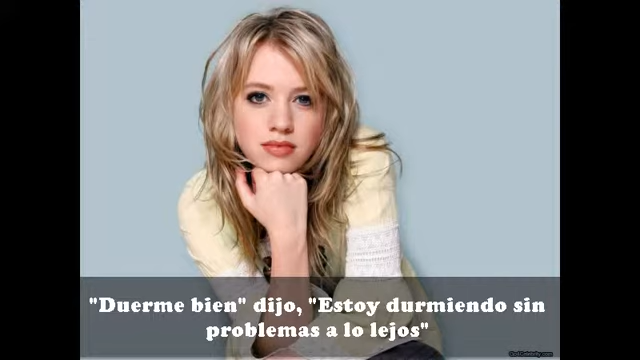 "Duerme bien" dijo, "Estoy durmiendo sin
problemas a lo lejos"